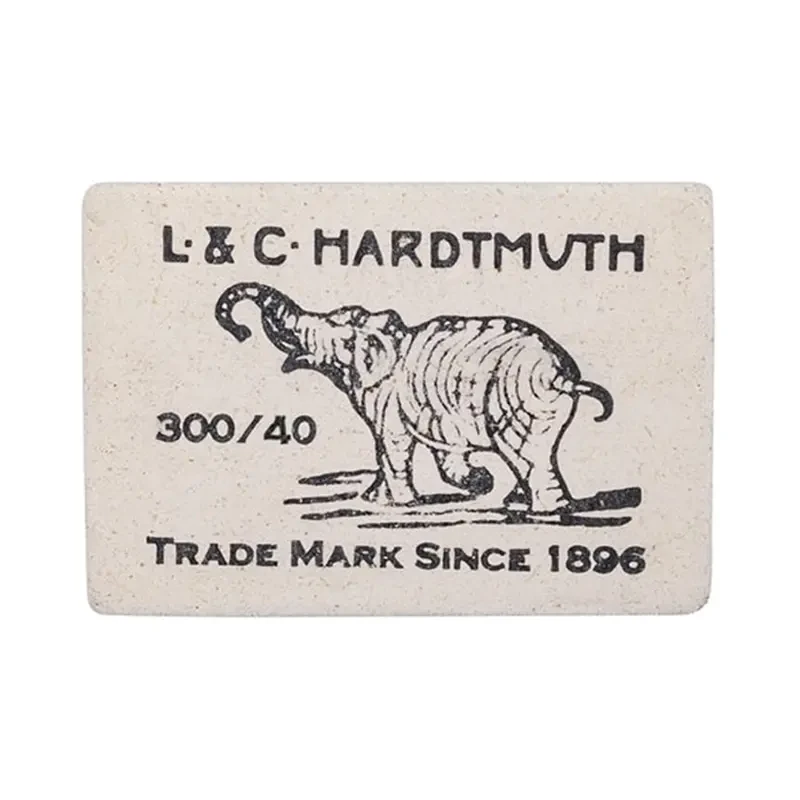 L. & C. HARDTMUTH
300/40
TRADE MARK SINCE 1896